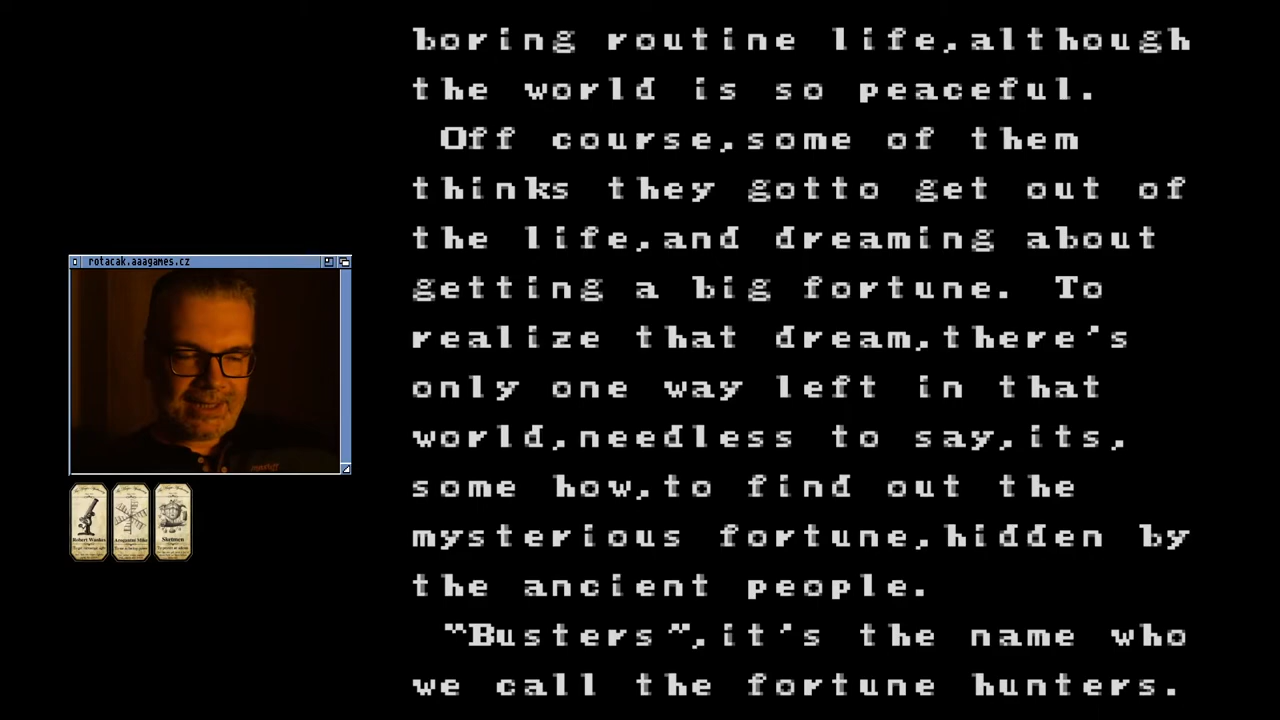 boring routine life,although
the world is so peaceful.
Off course,some of them
thinks they gotto get out of
the life,and dreaming about
getting a big fortune. To
realize that dream,there's
only one way left in that
world,needless to say,its,
some how,to find out the
mysterious fortune,hidden by
the ancient people.
"Busters",it's the name who
we call the fortune hunters.
rotacak.aaagames.cz